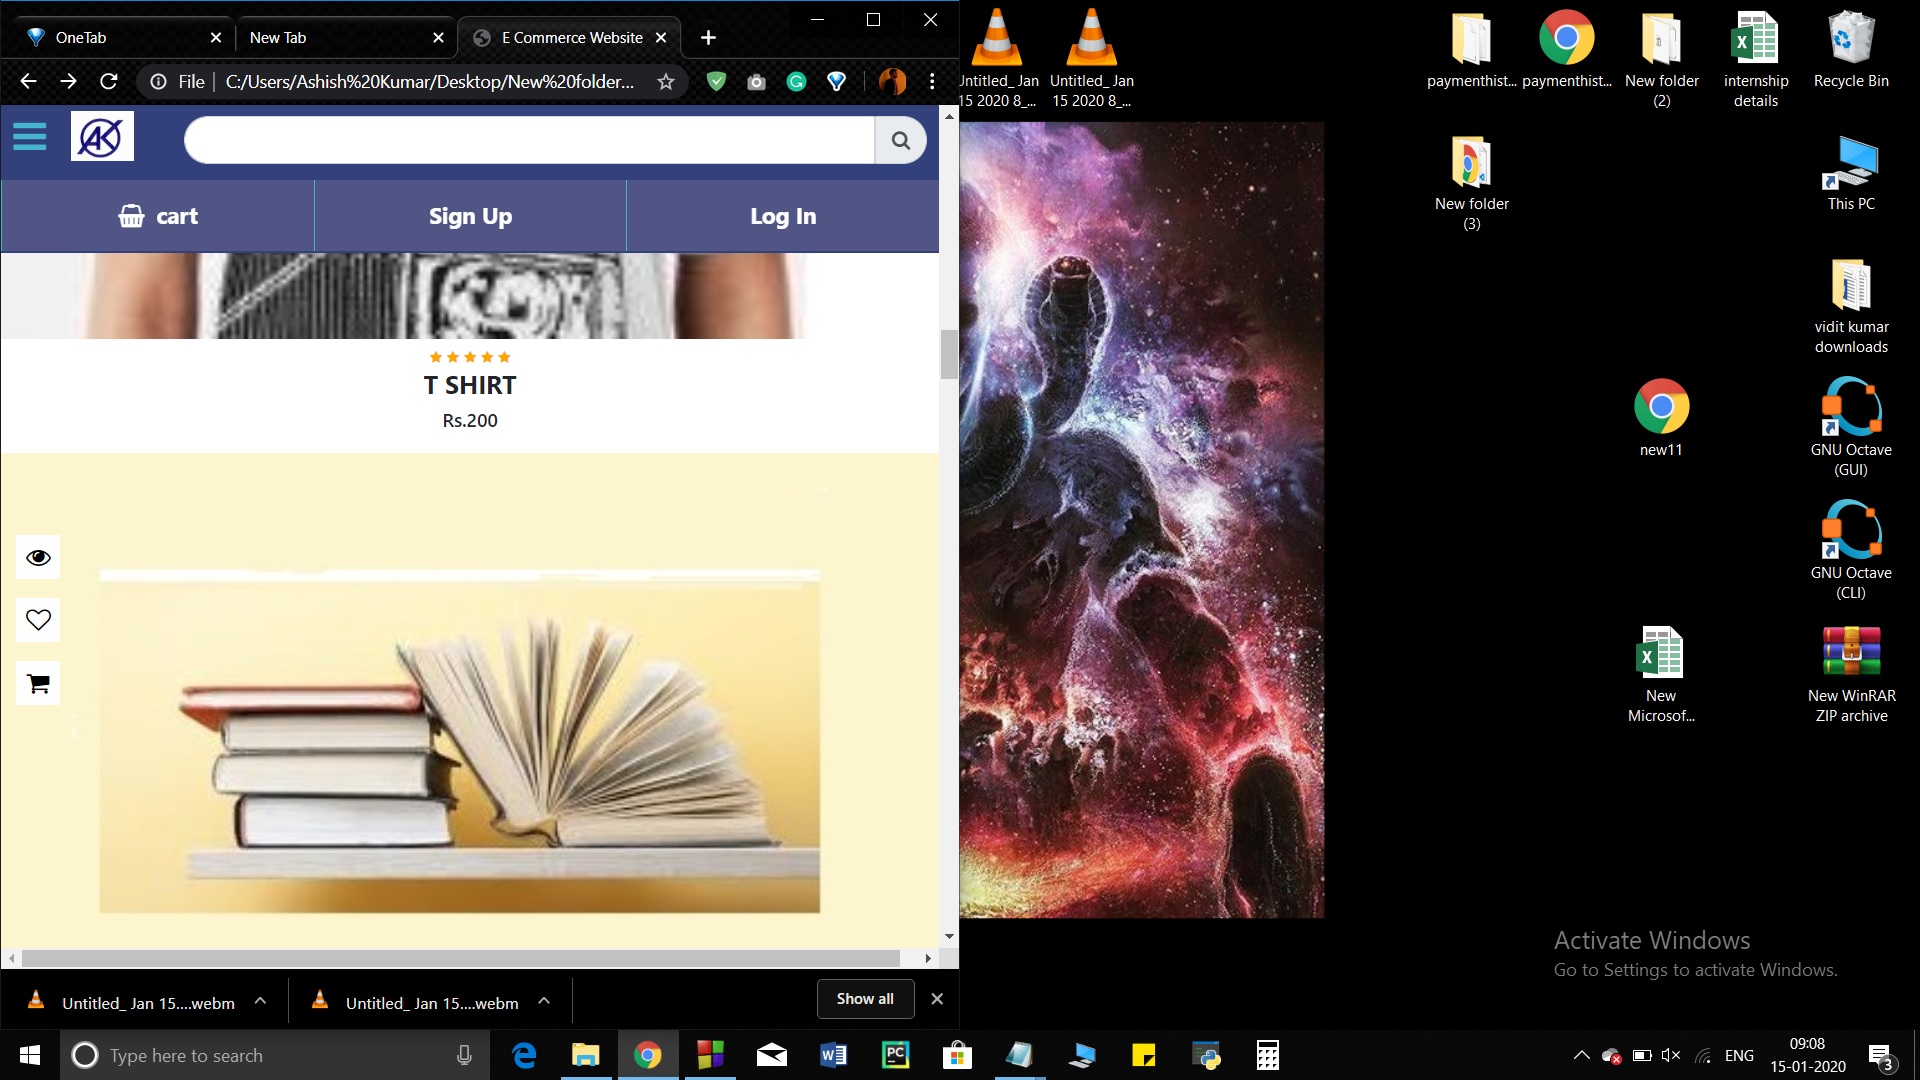 OneTab
New Tab
E Commerce Website
File
C:/Users/Ashish%20Kumar/Desktop/New%20folder...
AK
cart
Sign Up
Log In
T SHIRT
Rs.200
Untitled_ Jan 15....webm
Untitled_ Jan 15....webm
Show all
Untitled_ Jan
15 2020 8_...
Untitled_ Jan
15 2020 8_...
paymenthist...
paymenthist...
New folder
(2)
internship
details
Recycle Bin
New folder
(3)
This PC
vidit kumar
downloads
new11
GNU Octave
(GUI)
GNU Octave
(CLI)
New
Microsof...
New WinRAR
ZIP archive
Activate Windows
Go to Settings to activate Windows.
Type here to search
ENG
09:08
15-01-2020
3